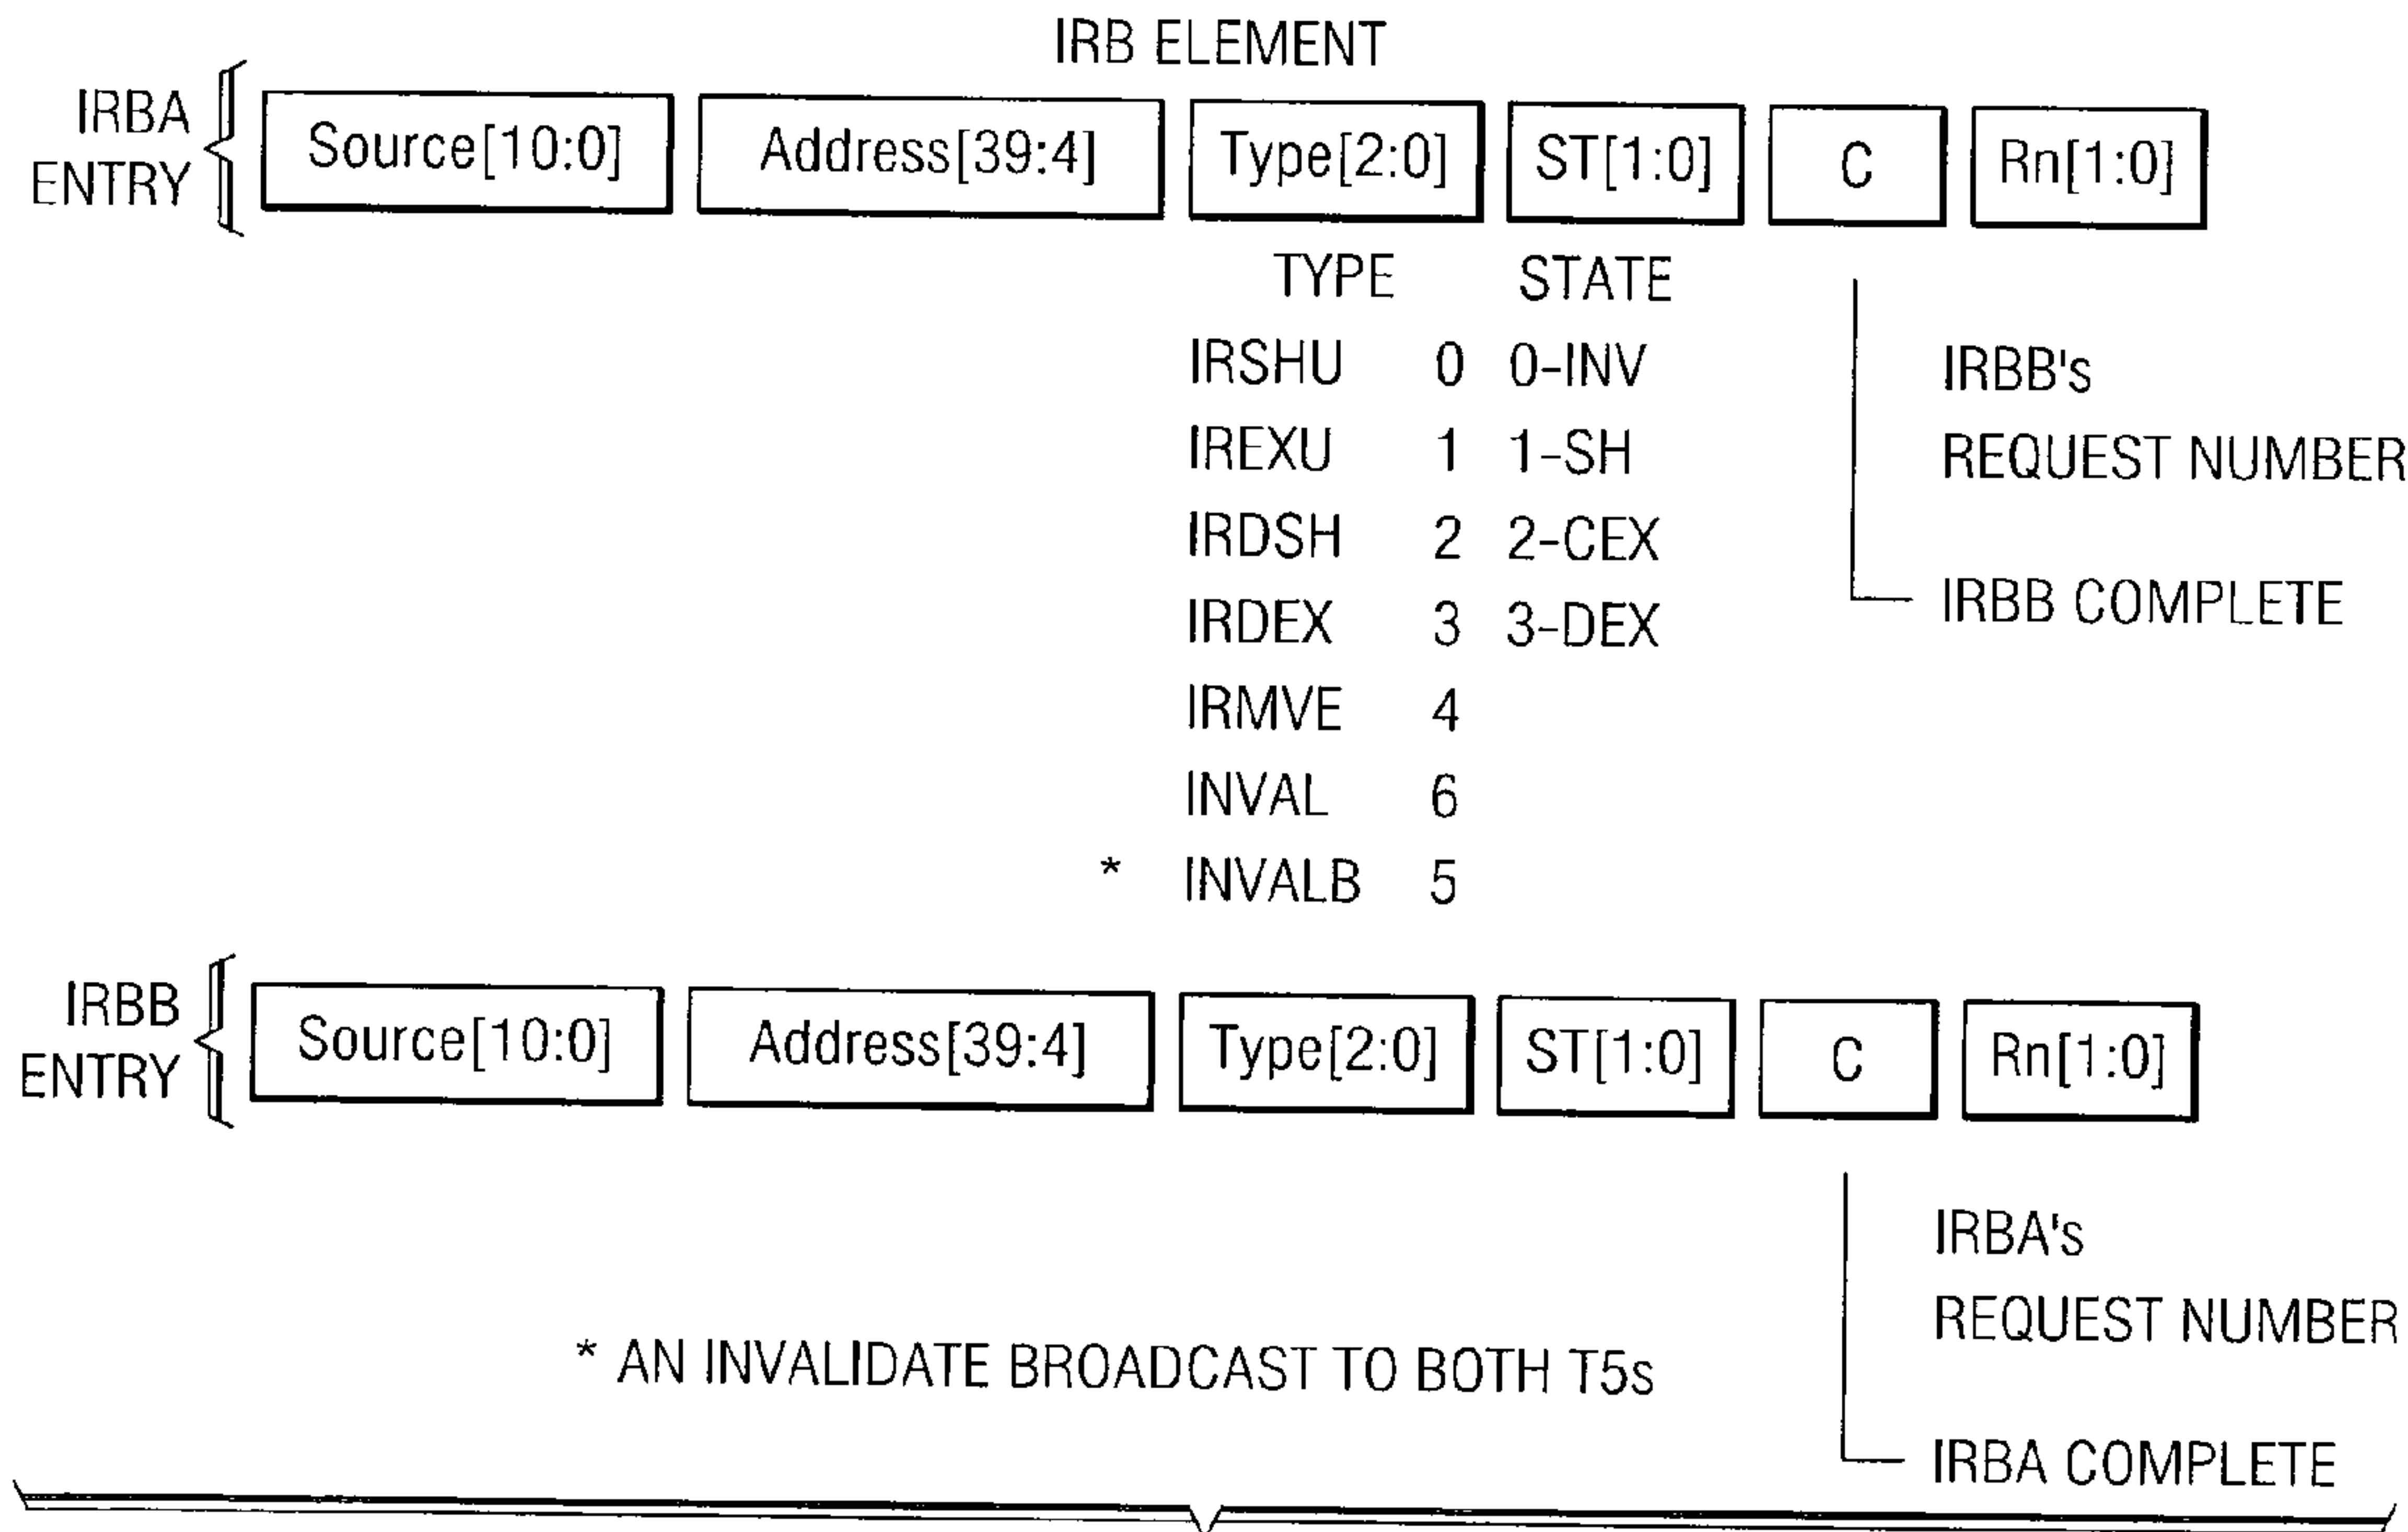 IRB ELEMENT
IRBA ENTRY
Source[10:0] Address[39:4] Type[2:0] ST[1:0] C Rn[1:0]
TYPE STATE
IRSHU 0 0-INV
IREXU 1 1-SH
IRDSH 2 2-CEX
IRDEX 3 3-DEX
IRMVE 4
INVAL 6
* INVALB 5
IRBB's
REQUEST NUMBER
IRBB COMPLETE
IRBB ENTRY
Source[10:0] Address[39:4] Type[2:0] ST[1:0] C Rn[1:0]
IRBA's
REQUEST NUMBER
IRBA COMPLETE
* AN INVALIDATE BROADCAST TO BOTH T5s